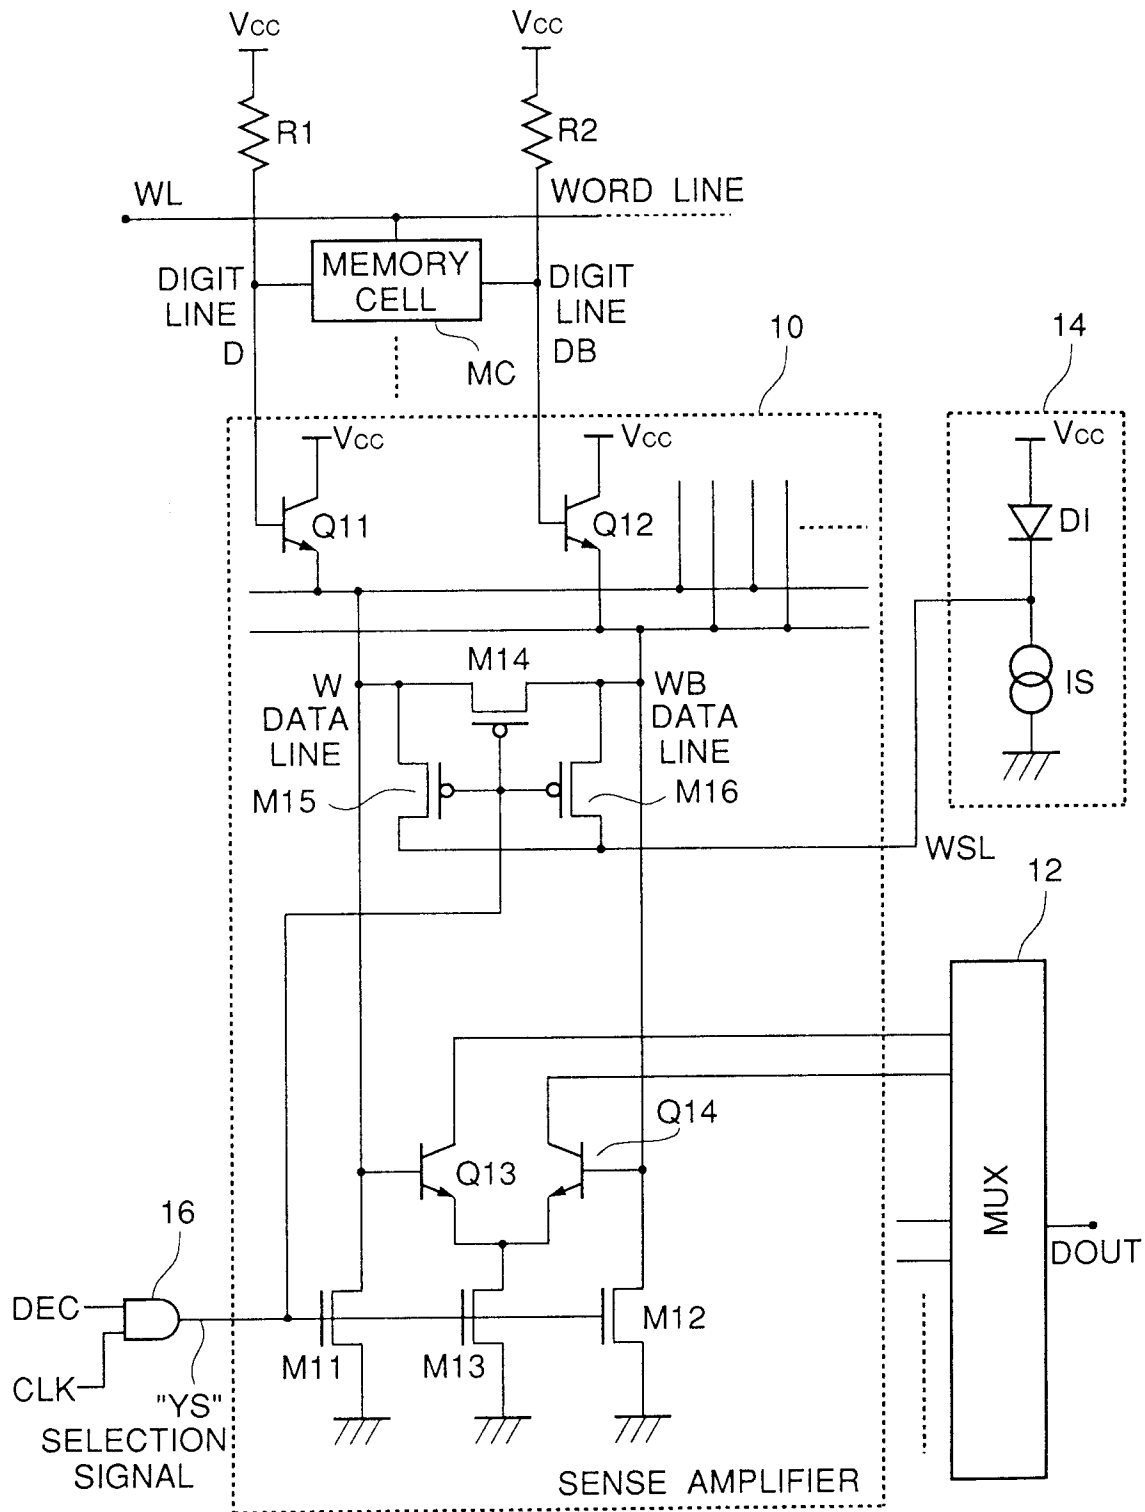 Vcc
Vcc
R1
R2
WL
WORD LINE
MEMORY
CELL
DIGIT
LINE
D
DIGIT
LINE
DB
MC
10
14
Vcc
Vcc
Vcc
Q11
Q12
DI
M14
W
DATA
LINE
WB
DATA
LINE
IS
M15
M16
WSL
12
Q14
Q13
MUX
16
DOUT
DEC
CLK
M11
M13
M12
"YS"
SELECTION
SIGNAL
SENSE AMPLIFIER